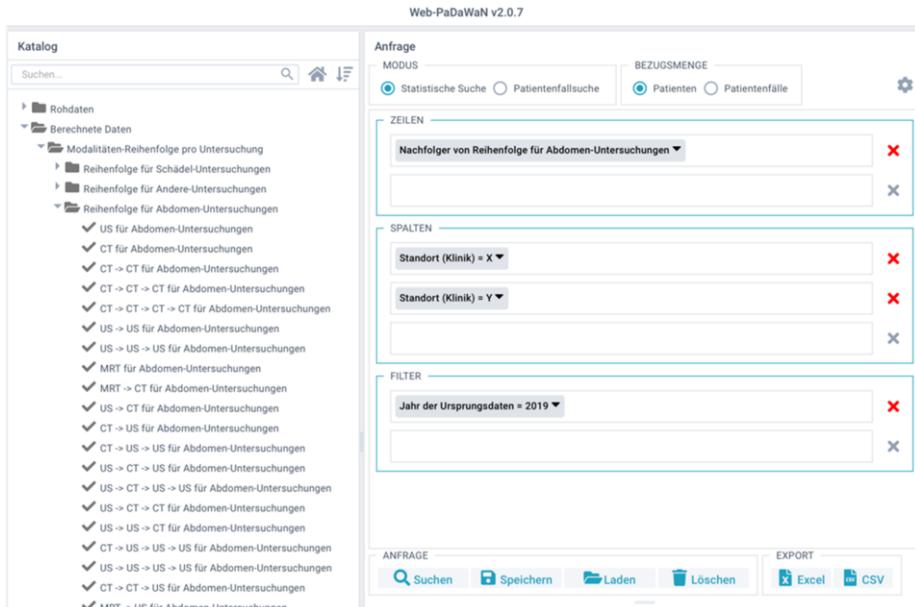 Web-PaDaWaN v2.0.7
Katalog
Suchen...
Rohdaten
Berechnete Daten
Modalitäten-Reihenfolge pro Untersuchung
Reihenfolge für Schädel-Untersuchungen
Reihenfolge für Andere-Untersuchungen
Reihenfolge für Abdomen-Untersuchungen
US für Abdomen-Untersuchungen
CT für Abdomen-Untersuchungen
CT -> CT für Abdomen-Untersuchungen
CT -> CT -> CT für Abdomen-Untersuchungen
CT -> CT -> CT -> CT für Abdomen-Untersuchungen
US -> US für Abdomen-Untersuchungen
US -> US -> US für Abdomen-Untersuchungen
MRT für Abdomen-Untersuchungen
MRT -> CT für Abdomen-Untersuchungen
US -> CT für Abdomen-Untersuchungen
CT -> US für Abdomen-Untersuchungen
CT -> US -> US für Abdomen-Untersuchungen
US -> CT -> US für Abdomen-Untersuchungen
US -> CT -> US -> US für Abdomen-Untersuchungen
CT -> US -> CT für Abdomen-Untersuchungen
US -> US -> CT für Abdomen-Untersuchungen
CT -> US -> US -> US für Abdomen-Untersuchungen
US -> US -> US -> US für Abdomen-Untersuchungen
CT -> CT -> US für Abdomen-Untersuchungen
MRT -> US für Abdomen-Untersuchungen
Anfrage
MODUS
Statistische Suche Patientenfallsuche
BEZUGSMENGE
Patienten Patientenfälle
ZEILEN
Nachfolger von Reihenfolge für Abdomen-Untersuchungen
SPALTEN
Standort (Klinik) = X
Standort (Klinik) = Y
FILTER
Jahr der Ursprungsdaten = 2019
ANFRAGE
Suchen Speichern Laden Löschen
EXPORT
Excel CSV